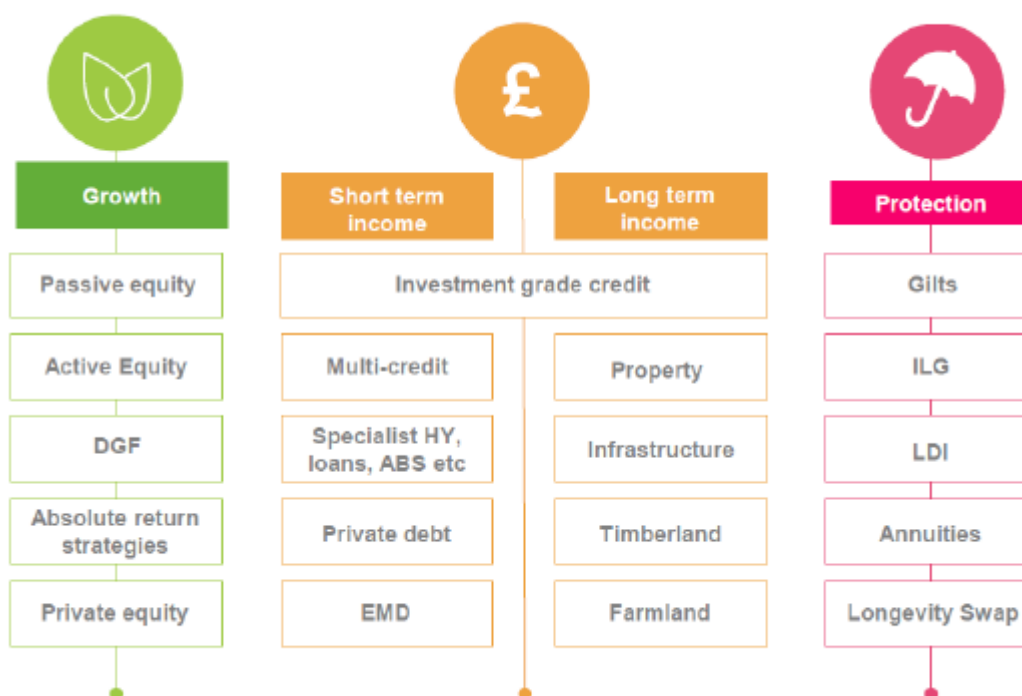 £
Growth
Short term
income
Long term
income
Protection
Passive equity
Investment grade credit
Gilts
Active Equity
Multi-credit
Property
ILG
DGF
Specialist HY,
loans, ABS etc
Infrastructure
LDI
Absolute return
strategies
Private debt
Timberland
Annuities
Private equity
EMD
Farmland
Longevity Swap